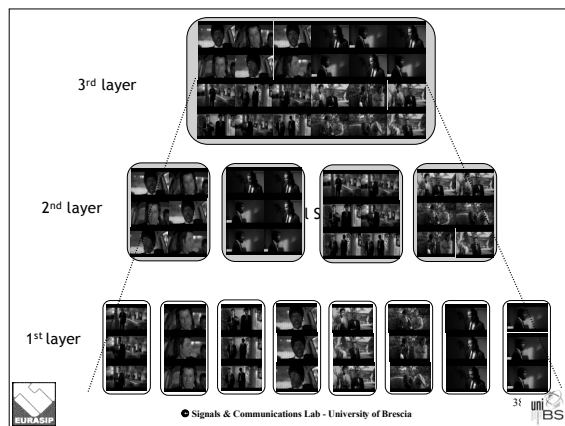 3rd layer
2nd layer
1st layer
EURASIP
© Signals & Communications Lab - University of Brescia
uni
BS